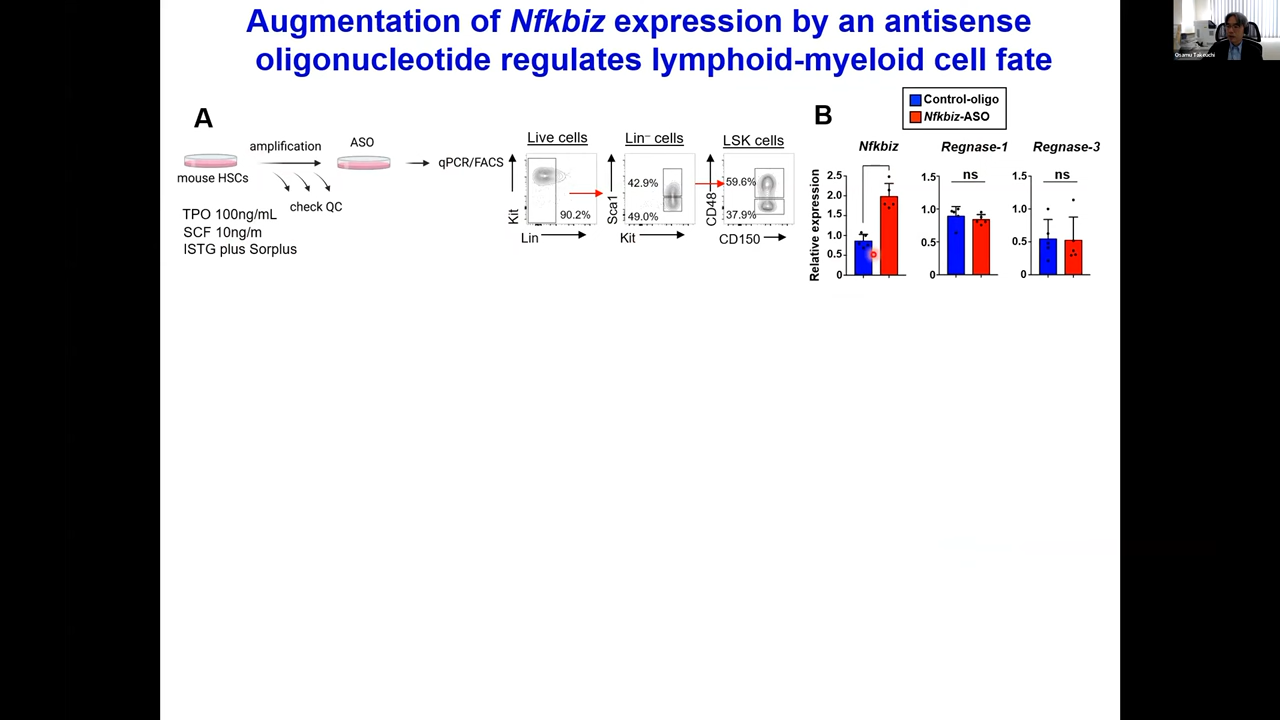 Augmentation of Nfkbiz expression by an antisense
oligonucleotide regulates lymphoid-myeloid cell fate
Osamu Takeuchi
A
amplification
ASO
mouse HSCs
check QC
qPCR/FACS
TPO 100ng/mL
SCF 10ng/m
ISTG plus Sorplus
Live cells
Kit
90.2%
Lin
Lin– cells
Sca1
42.9%
49.0%
Kit
LSK cells
CD48
59.6%
37.9%
CD150
B
Control-oligo
Nfkbiz-ASO
Relative expression
Nfkbiz
2.5
2.0
1.5
1.0
0.5
0
Regnase-1
ns
1.5
1.0
0.5
0
Regnase-3
ns
1.5
1.0
0.5
0